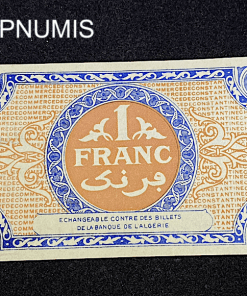 PNUMIS
1
FRANC
فرنك
ECHANGEABLE CONTRE DES BILLETS
DE LA BANQUE DE L'ALGERIE